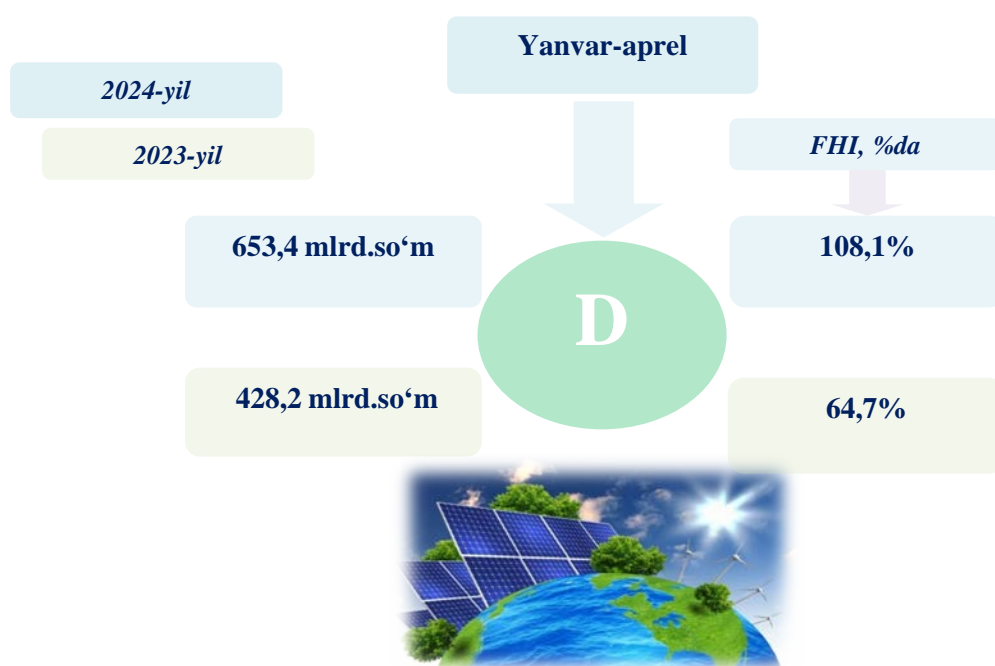 Yanvar-aprel
2024-yil
2023-yil
FHI, %da
653,4 mlrd.so‘m
108,1%
D
428,2 mlrd.so‘m
64,7%